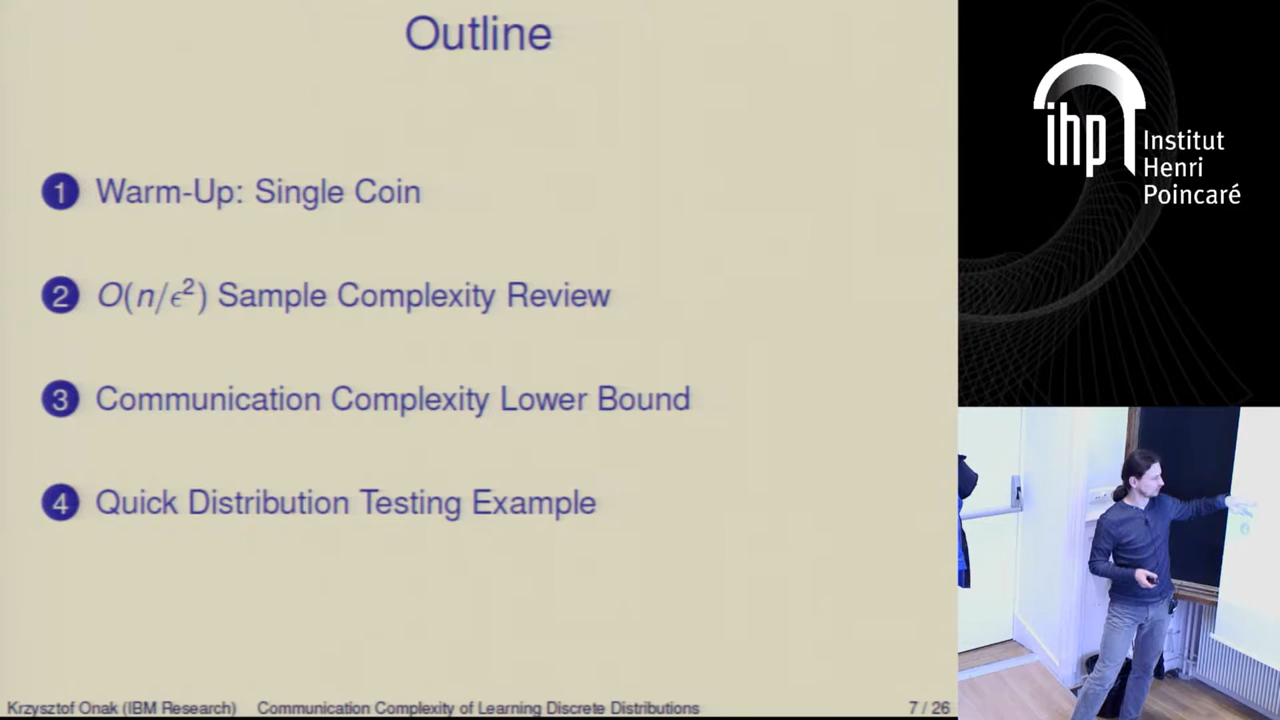 Outline
1 Warm-Up: Single Coin
2 O(n/ϵ²) Sample Complexity Review
3 Communication Complexity Lower Bound
4 Quick Distribution Testing Example
Krzysztof Onak (IBM Research) Communication Complexity of Learning Discrete Distributions 7 / 26
ihp
Institut
Henri
Poincaré